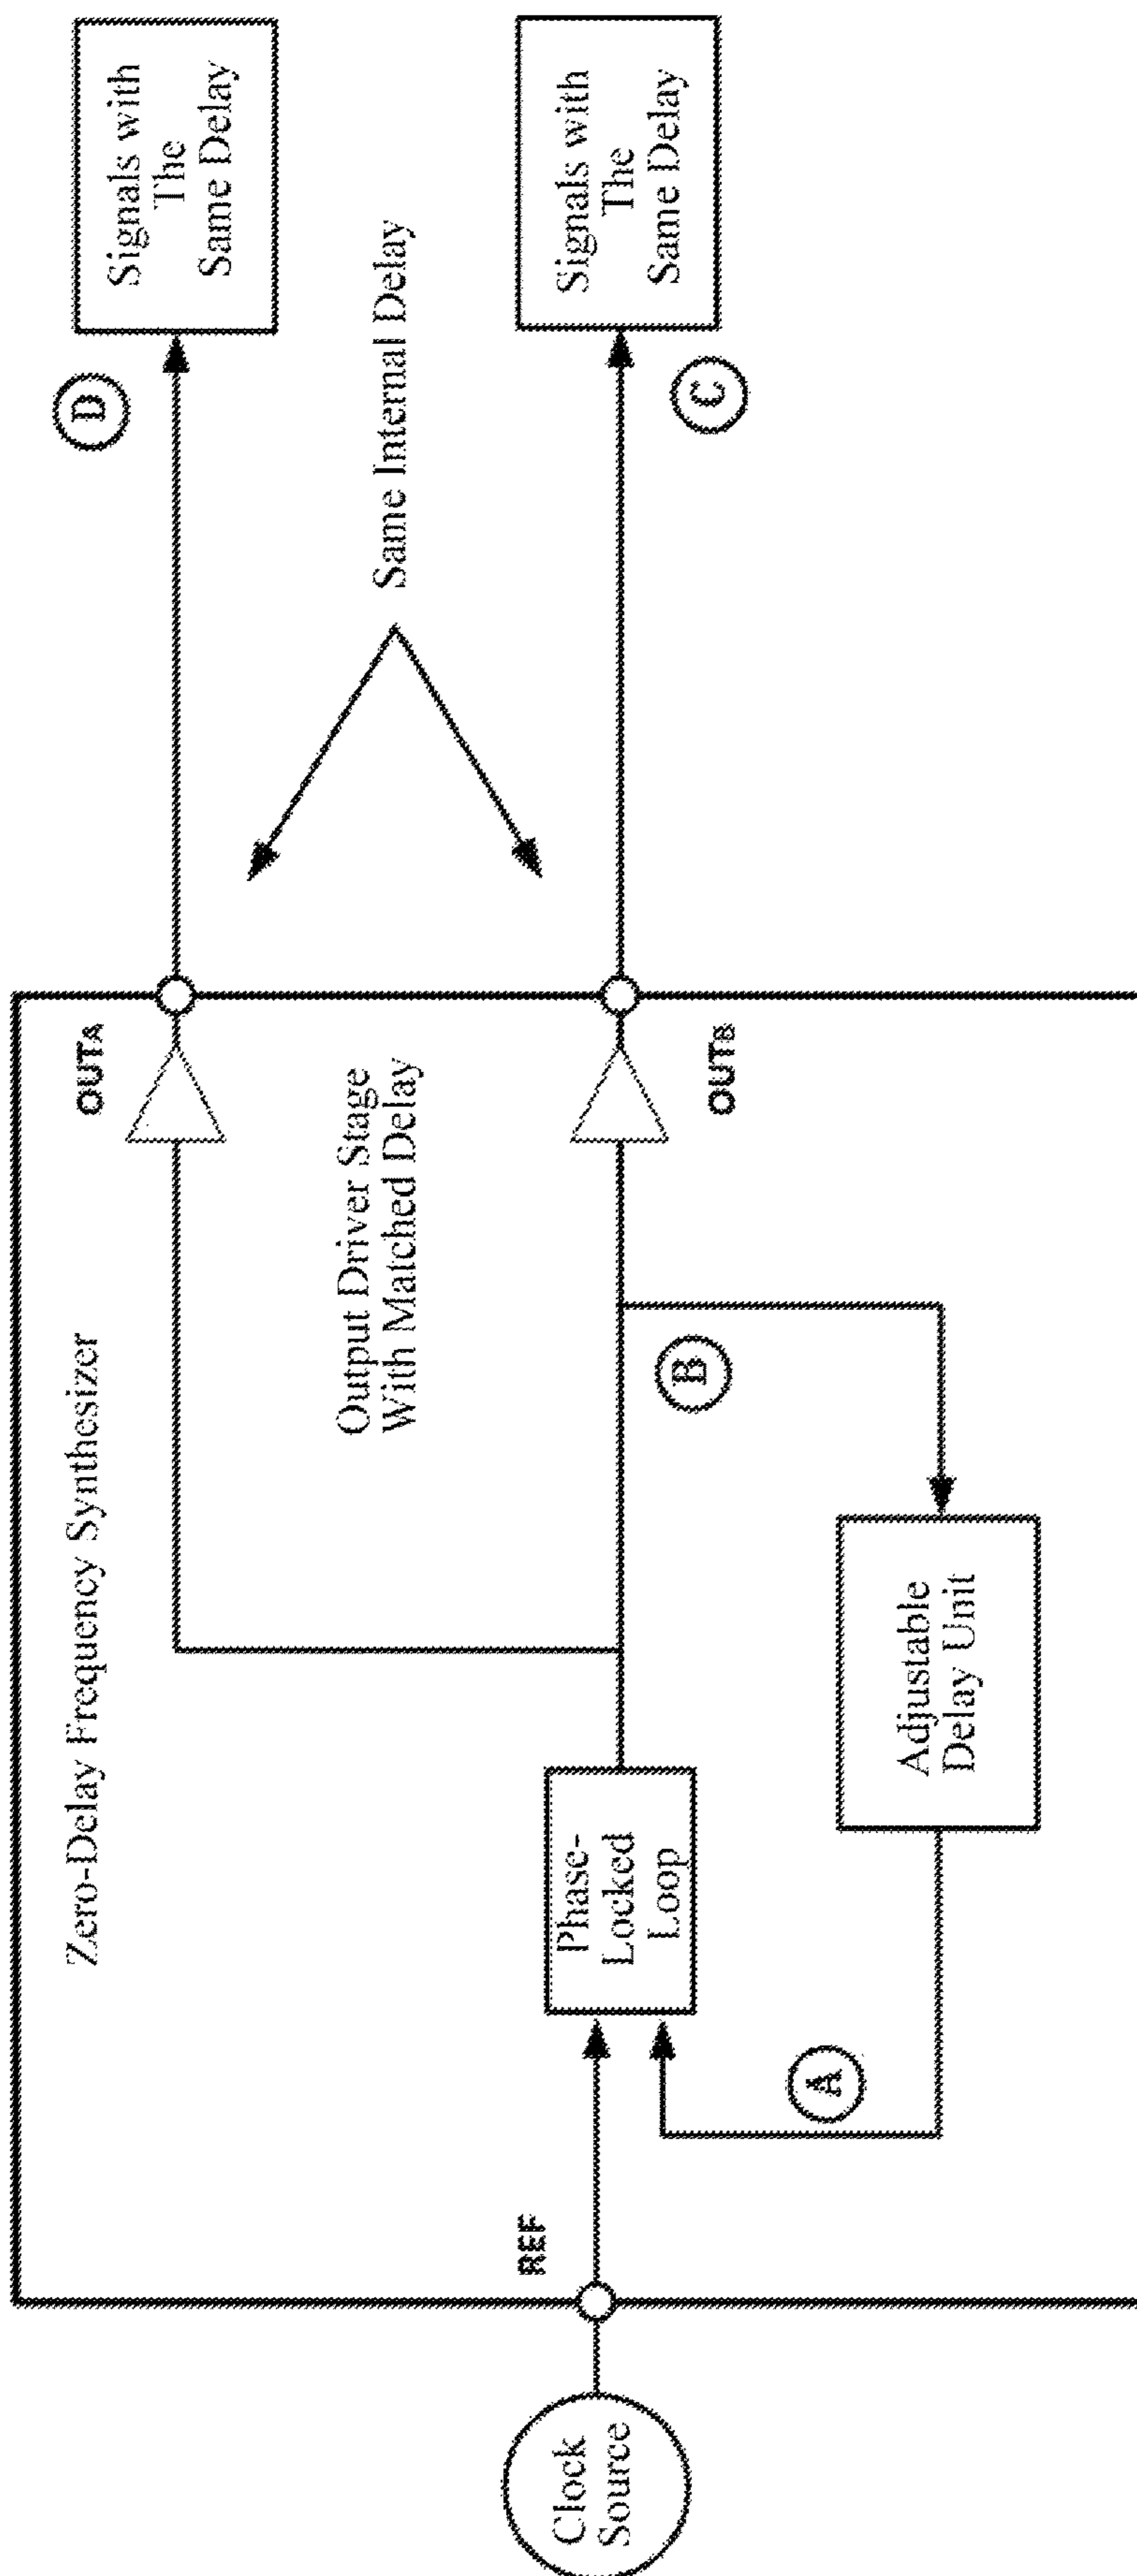 Zero-Delay Frequency Synthesizer
OUTA
D
Signals with
The
Same Delay
Output Driver Stage
With Matched Delay
Same Internal Delay
Clock
Source
REF
Phase-
Locked
Loop
B
OUTB
C
Signals with
The
Same Delay
A
Adjustable
Delay Unit